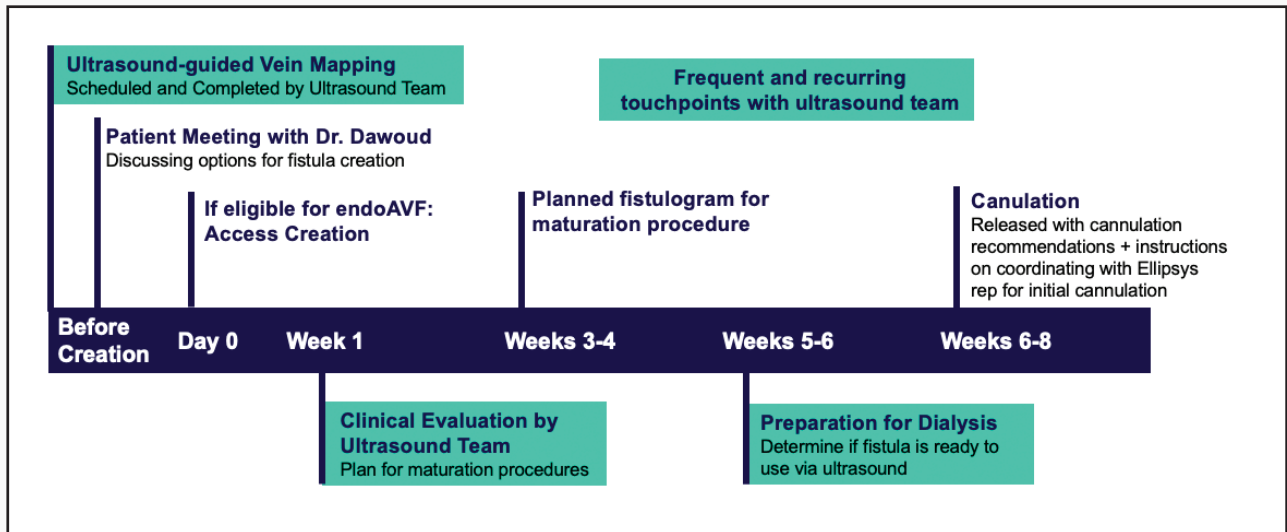 Ultrasound-guided Vein Mapping
Scheduled and Completed by Ultrasound Team
Frequent and recurring
touchpoints with ultrasound team
Patient Meeting with Dr. Dawoud
Discussing options for fistula creation
If eligible for endoAVF:
Access Creation
Planned fistulogram for
maturation procedure
Canulation
Released with cannulation
recommendations + instructions
on coordinating with Ellipsys
rep for initial cannulation
Before
Creation
Day 0
Week 1
Weeks 3-4
Weeks 5-6
Weeks 6-8
Clinical Evaluation by
Ultrasound Team
Plan for maturation procedures
Preparation for Dialysis
Determine if fistula is ready to
use via ultrasound